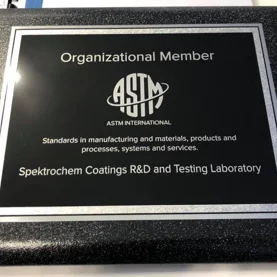 Organizational Member
ASTM
ASTM INTERNATIONAL
Standards in manufacturing and materials, products and
processes, systems and services.
Spektrochem Coatings R&D and Testing Laboratory